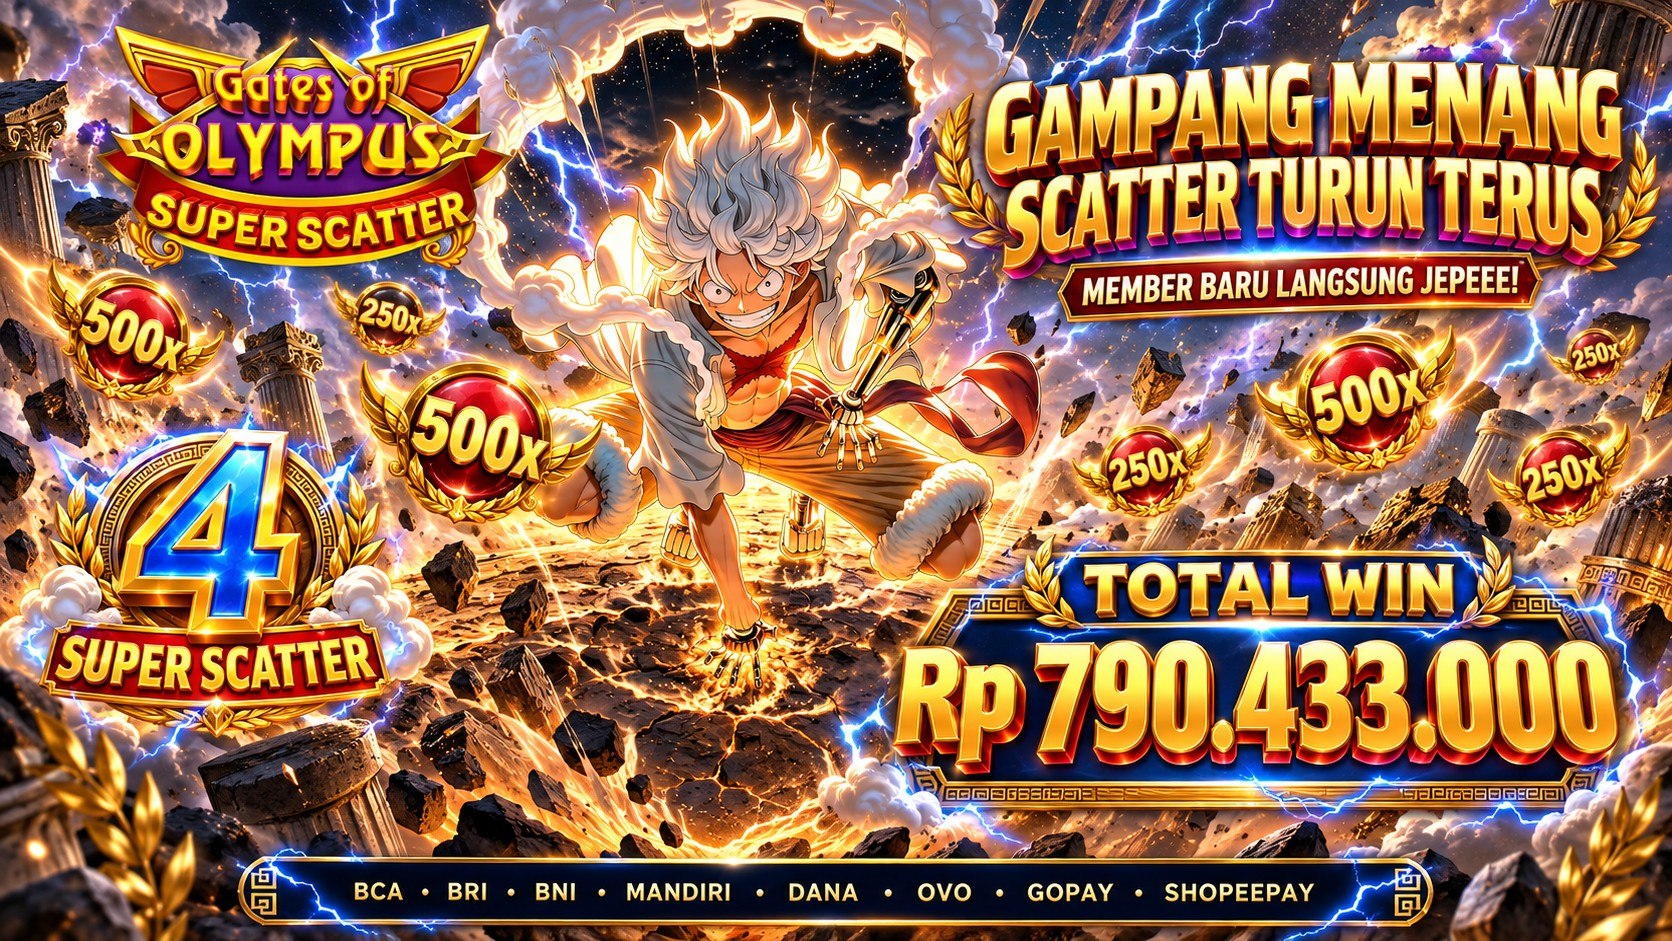 Gates of
OLYMPUS
SUPER SCATTER
GAMPANG MENANG
SCATTER TURUN TERUS
MEMBER BARU LANGSUNG JEPEEE!
500x
250x
500x
500x
250x
250x
250x
4
SUPER SCATTER
TOTAL WIN
Rp 790.433.000
BCA • BRI • BNI • MANDIRI • DANA • OVO • GOPAY • SHOPEEPAY